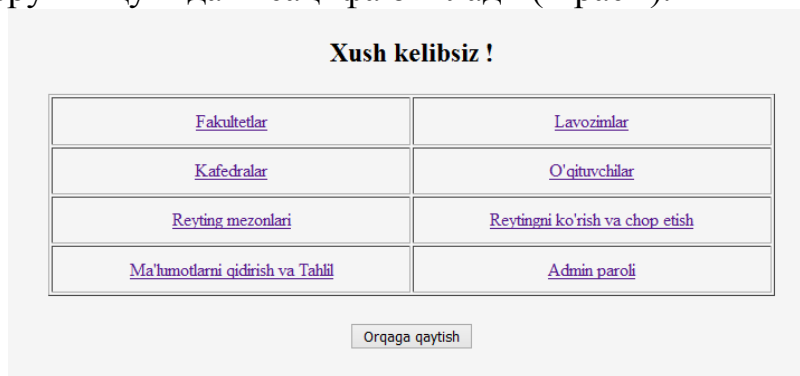 Xush kelibsiz !
Fakultetlar Lavozimlar
Kafedralar O'qituvchilar
Reyting mezonlari Reytingni ko'rish va chop etish
Ma'lumotlarni qidirish va Tahlil Admin paroli
Orqaga qaytish